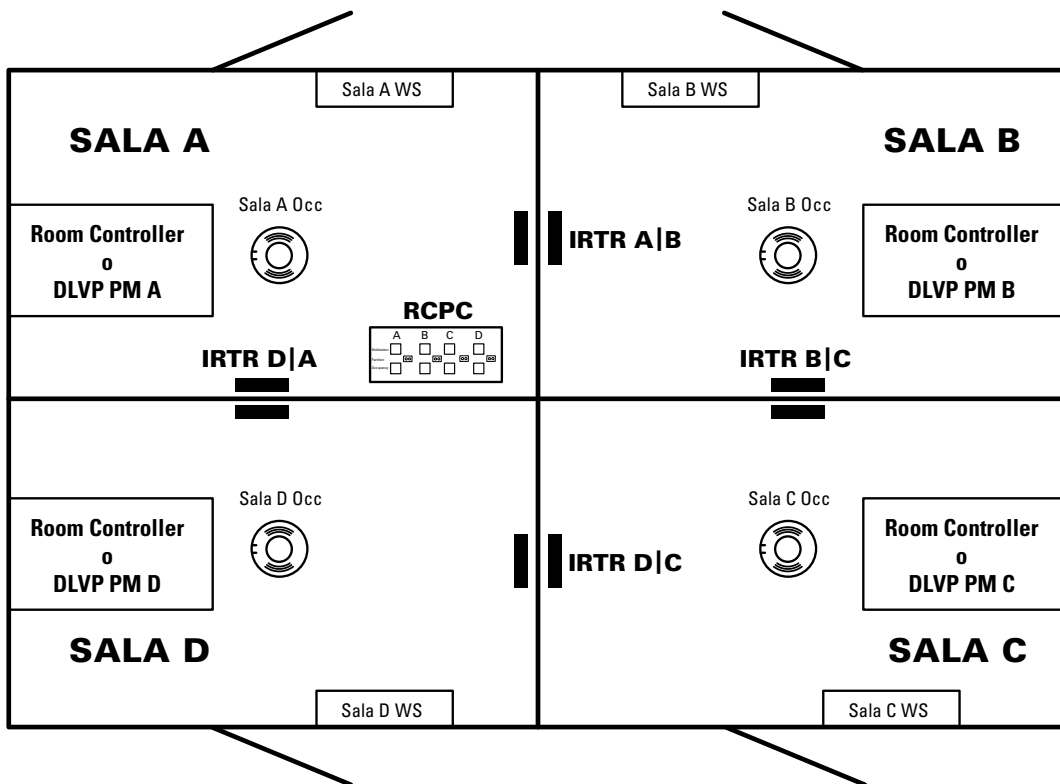 Sala A WS
Sala B WS
SALA A
SALA B
Sala A Occ
Sala B Occ
Room Controller
o
DLVP PM A
IRTR A|B
Room Controller
o
DLVP PM B
RCPC
A B C D
Partition
Occupancy
IRTR D|A
IRTR B|C
Sala D Occ
Sala C Occ
Room Controller
o
DLVP PM D
IRTR D|C
Room Controller
o
DLVP PM C
SALA D
SALA C
Sala D WS
Sala C WS